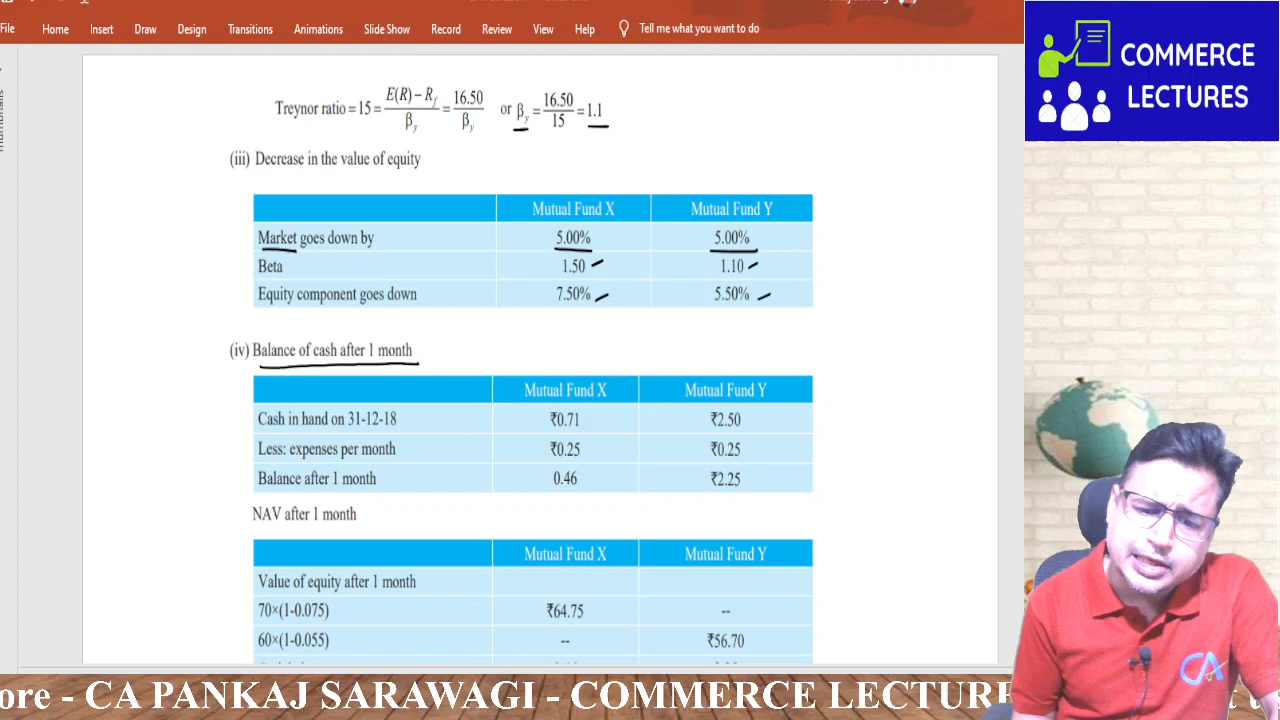 File Home Insert Draw Design Transitions Animations Slide Show Record Review View Help Tell me what you want to do
COMMERCE
LECTURES
Treynor ratio = 15 = E(R) − Rf / βy = 16.50 / βy or βy = 16.50 / 15 = 1.1
(iii) Decrease in the value of equity
Mutual Fund X Mutual Fund Y
Market goes down by 5.00% 5.00%
Beta 1.50 1.10
Equity component goes down 7.50% 5.50%
(iv) Balance of cash after 1 month
Mutual Fund X Mutual Fund Y
Cash in hand on 31-12-18 ₹0.71 ₹2.50
Less: expenses per month ₹0.25 ₹0.25
Balance after 1 month 0.46 ₹2.25
NAV after 1 month
Mutual Fund X Mutual Fund Y
Value of equity after 1 month
70×(1-0.075) ₹64.75 --
60×(1-0.055) -- ₹56.70
CA
ore - CA PANKAJ SARAWAGI - COMMERCE LECTURE